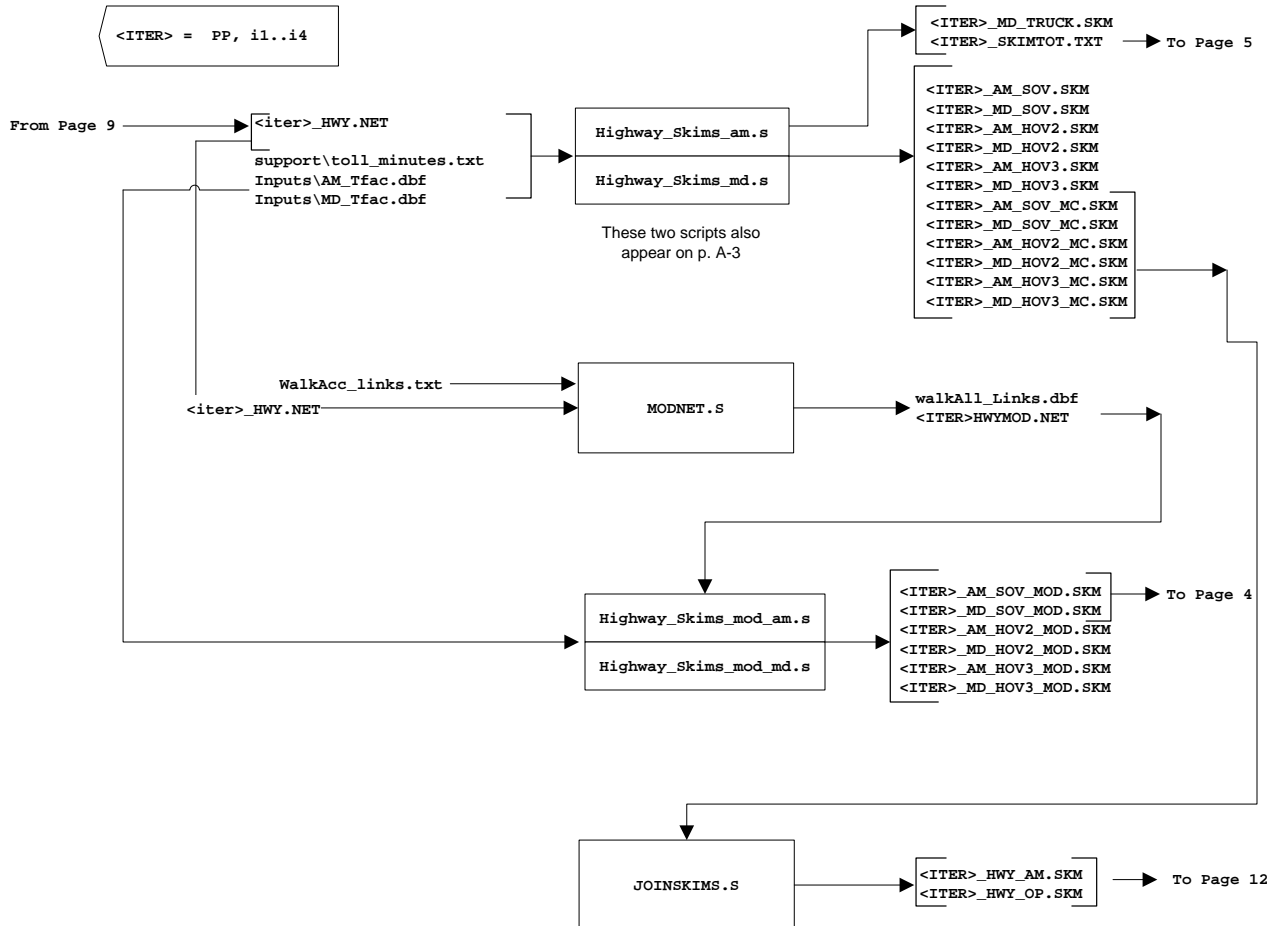 <ITER> = PP, i1..i4
<ITER>_MD_TRUCK.SKM
<ITER>_SKIMTOT.TXT
To Page 5
From Page 9
<iter>_HWY.NET
support\toll_minutes.txt
Inputs\AM_Tfac.dbf
Inputs\MD_Tfac.dbf
Highway_Skims_am.s
Highway_Skims_md.s
These two scripts also
appear on p. A-3
<ITER>_AM_SOV.SKM
<ITER>_MD_SOV.SKM
<ITER>_AM_HOV2.SKM
<ITER>_MD_HOV2.SKM
<ITER>_AM_HOV3.SKM
<ITER>_MD_HOV3.SKM
<ITER>_AM_SOV_MC.SKM
<ITER>_MD_SOV_MC.SKM
<ITER>_AM_HOV2_MC.SKM
<ITER>_MD_HOV2_MC.SKM
<ITER>_AM_HOV3_MC.SKM
<ITER>_MD_HOV3_MC.SKM
WalkAcc_links.txt
<iter>_HWY.NET
MODNET.S
walkAll_Links.dbf
<ITER>HWYMOD.NET
Highway_Skims_mod_am.s
Highway_Skims_mod_md.s
<ITER>_AM_SOV_MOD.SKM
<ITER>_MD_SOV_MOD.SKM
<ITER>_AM_HOV2_MOD.SKM
<ITER>_MD_HOV2_MOD.SKM
<ITER>_AM_HOV3_MOD.SKM
<ITER>_MD_HOV3_MOD.SKM
To Page 4
JOINSKIMS.S
<ITER>_HWY_AM.SKM
<ITER>_HWY_OP.SKM
To Page 12